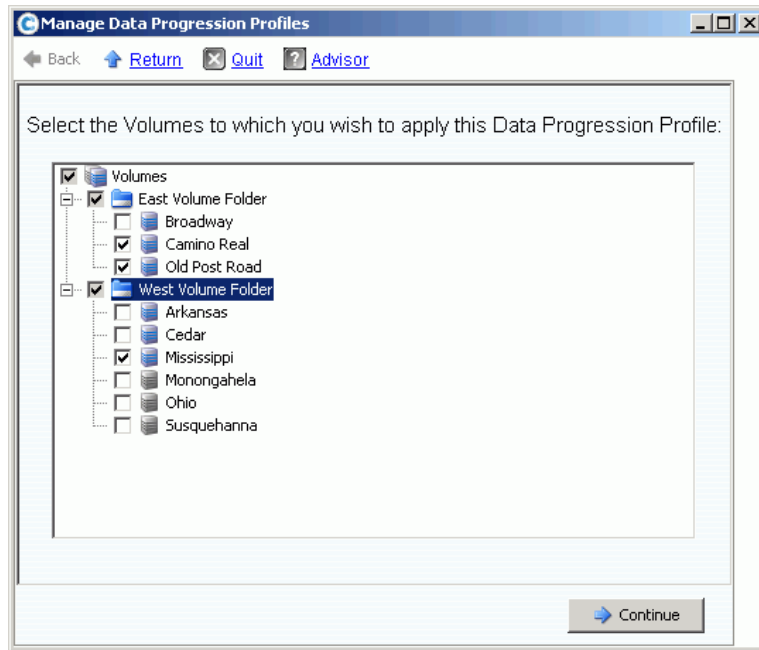 Manage Data Progression Profiles
Back Return Quit ? Advisor
Select the Volumes to which you wish to apply this Data Progression Profile:
Volumes
East Volume Folder
Broadway
Camino Real
Old Post Road
West Volume Folder
Arkansas
Cedar
Mississippi
Monongahela
Ohio
Susquehanna
Continue